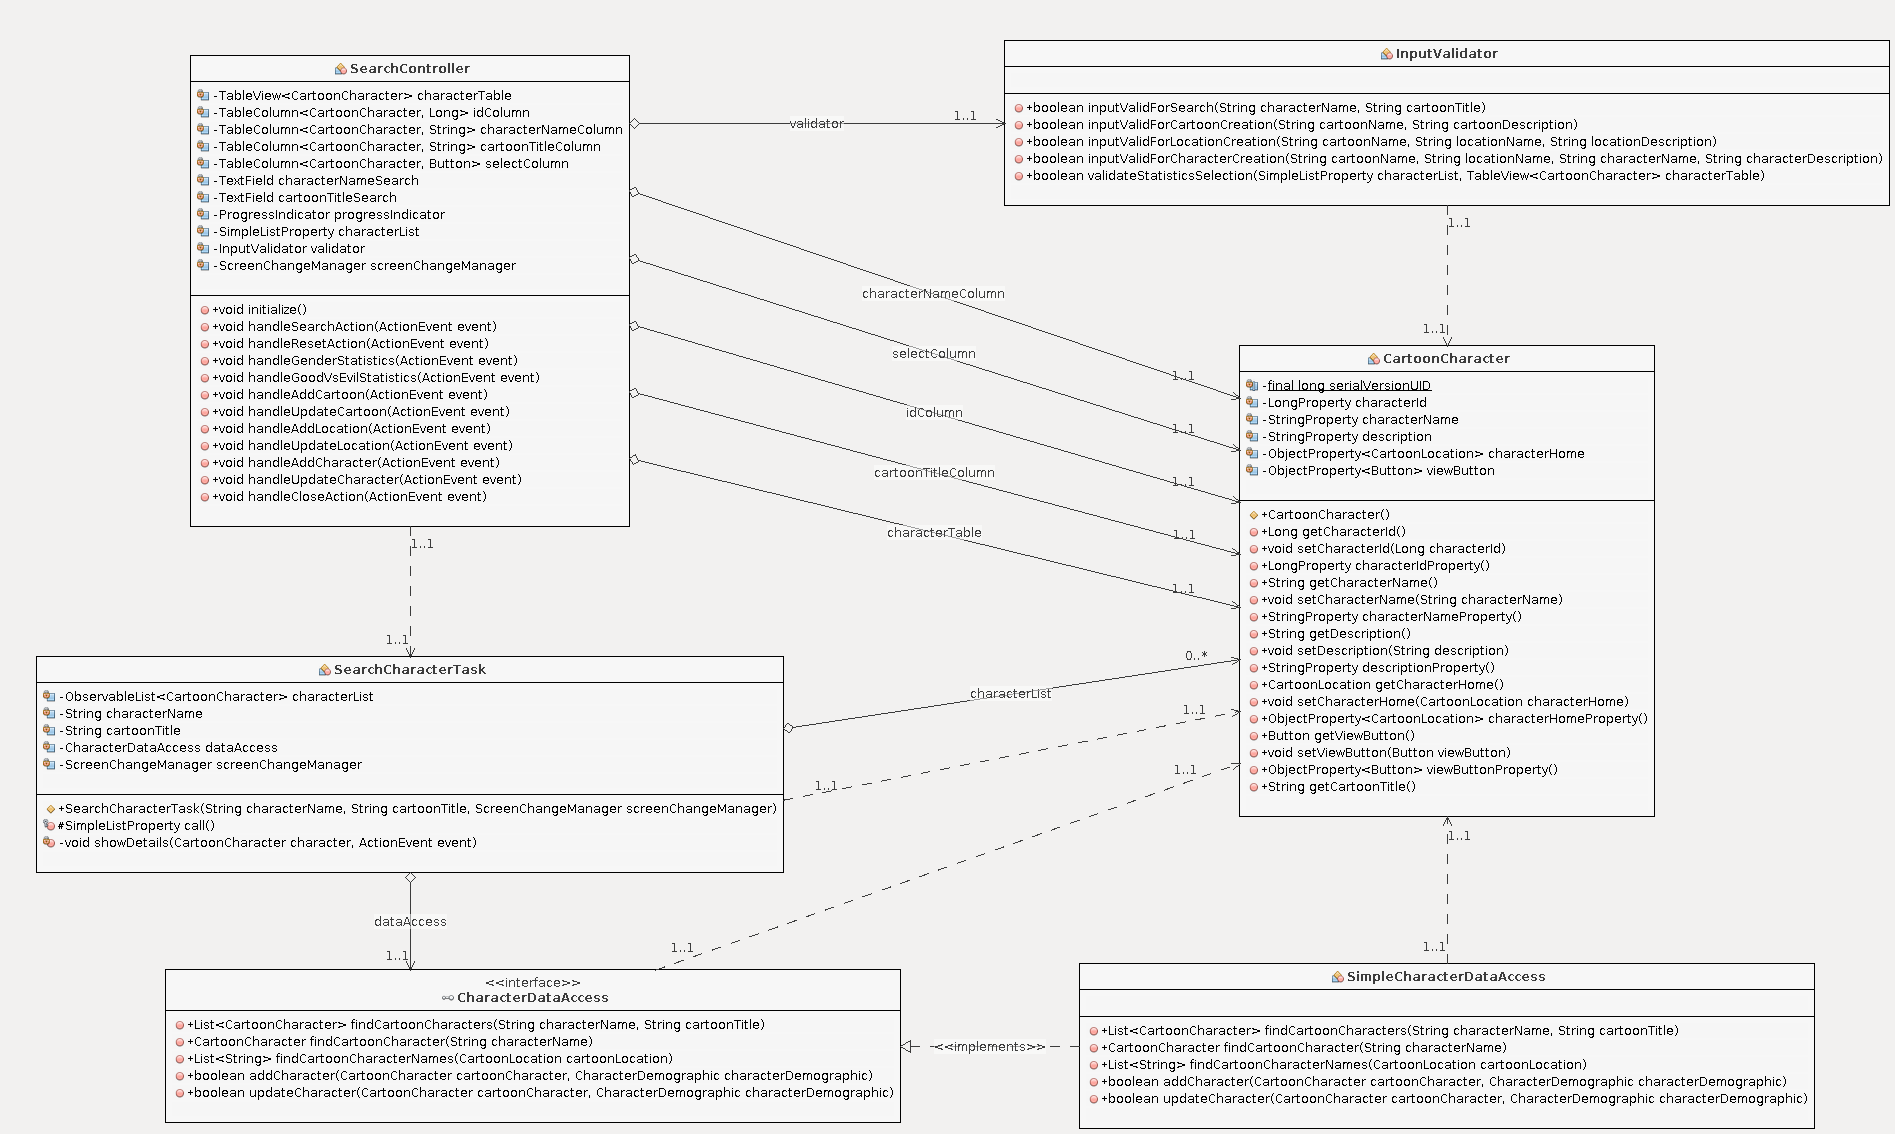 SearchController
-TableView<CartoonCharacter> characterTable
-TableColumn<CartoonCharacter, Long> idColumn
-TableColumn<CartoonCharacter, String> characterNameColumn
-TableColumn<CartoonCharacter, String> cartoonTitleColumn
-TableColumn<CartoonCharacter, Button> selectColumn
-TextField characterNameSearch
-TextField cartoonTitleSearch
-ProgressIndicator progressIndicator
-SimpleListProperty characterList
-InputValidator validator
-ScreenChangeManager screenChangeManager
+void initialize()
+void handleSearchAction(ActionEvent event)
+void handleResetAction(ActionEvent event)
+void handleGenderStatistics(ActionEvent event)
+void handleGoodVsEvilStatistics(ActionEvent event)
+void handleAddCartoon(ActionEvent event)
+void handleUpdateCartoon(ActionEvent event)
+void handleAddLocation(ActionEvent event)
+void handleUpdateLocation(ActionEvent event)
+void handleAddCharacter(ActionEvent event)
+void handleUpdateCharacter(ActionEvent event)
+void handleCloseAction(ActionEvent event)
validator
1..1
InputValidator
+boolean inputValidForSearch(String characterName, String cartoonTitle)
+boolean inputValidForCartoonCreation(String cartoonName, String cartoonDescription)
+boolean inputValidForLocationCreation(String cartoonName, String locationName, String locationDescription)
+boolean inputValidForCharacterCreation(String cartoonName, String locationName, String characterName, String characterDescription)
+boolean validateStatisticsSelection(SimpleListProperty characterList, TableView<CartoonCharacter> characterTable)
1..1
1..1
characterNameColumn
1..1
selectColumn
1..1
idColumn
1..1
cartoonTitleColumn
1..1
characterTable
1..1
CartoonCharacter
-final long serialVersionUID
-LongProperty characterId
-StringProperty characterName
-StringProperty description
-ObjectProperty<CartoonLocation> characterHome
-ObjectProperty<Button> viewButton
+CartoonCharacter()
+Long getCharacterId()
+void setCharacterId(Long characterId)
+LongProperty characterIdProperty()
+String getCharacterName()
+void setCharacterName(String characterName)
+StringProperty characterNameProperty()
+String getDescription()
+void setDescription(String description)
+StringProperty descriptionProperty()
+CartoonLocation getCharacterHome()
+void setCharacterHome(CartoonLocation characterHome)
+ObjectProperty<CartoonLocation> characterHomeProperty()
+Button getViewButton()
+void setViewButton(Button viewButton)
+ObjectProperty<Button> viewButtonProperty()
+String getCartoonTitle()
1..1
1..1
SearchCharacterTask
-ObservableList<CartoonCharacter> characterList
-String characterName
-String cartoonTitle
-CharacterDataAccess dataAccess
-ScreenChangeManager screenChangeManager
+SearchCharacterTask(String characterName, String cartoonTitle, ScreenChangeManager screenChangeManager)
#SimpleListProperty call()
-void showDetails(CartoonCharacter character, ActionEvent event)
0..*
characterList
1..1
1..1
1..1
1..1
1..1
1..1
dataAccess
1..1
<<interface>>
CharacterDataAccess
+List<CartoonCharacter> findCartoonCharacters(String characterName, String cartoonTitle)
+CartoonCharacter findCartoonCharacter(String characterName)
+List<String> findCartoonCharacterNames(CartoonLocation cartoonLocation)
+boolean addCharacter(CartoonCharacter cartoonCharacter, CharacterDemographic characterDemographic)
+boolean updateCharacter(CartoonCharacter cartoonCharacter, CharacterDemographic characterDemographic)
<<implements>>
SimpleCharacterDataAccess
+List<CartoonCharacter> findCartoonCharacters(String characterName, String cartoonTitle)
+CartoonCharacter findCartoonCharacter(String characterName)
+List<String> findCartoonCharacterNames(CartoonLocation cartoonLocation)
+boolean addCharacter(CartoonCharacter cartoonCharacter, CharacterDemographic characterDemographic)
+boolean updateCharacter(CartoonCharacter cartoonCharacter, CharacterDemographic characterDemographic)